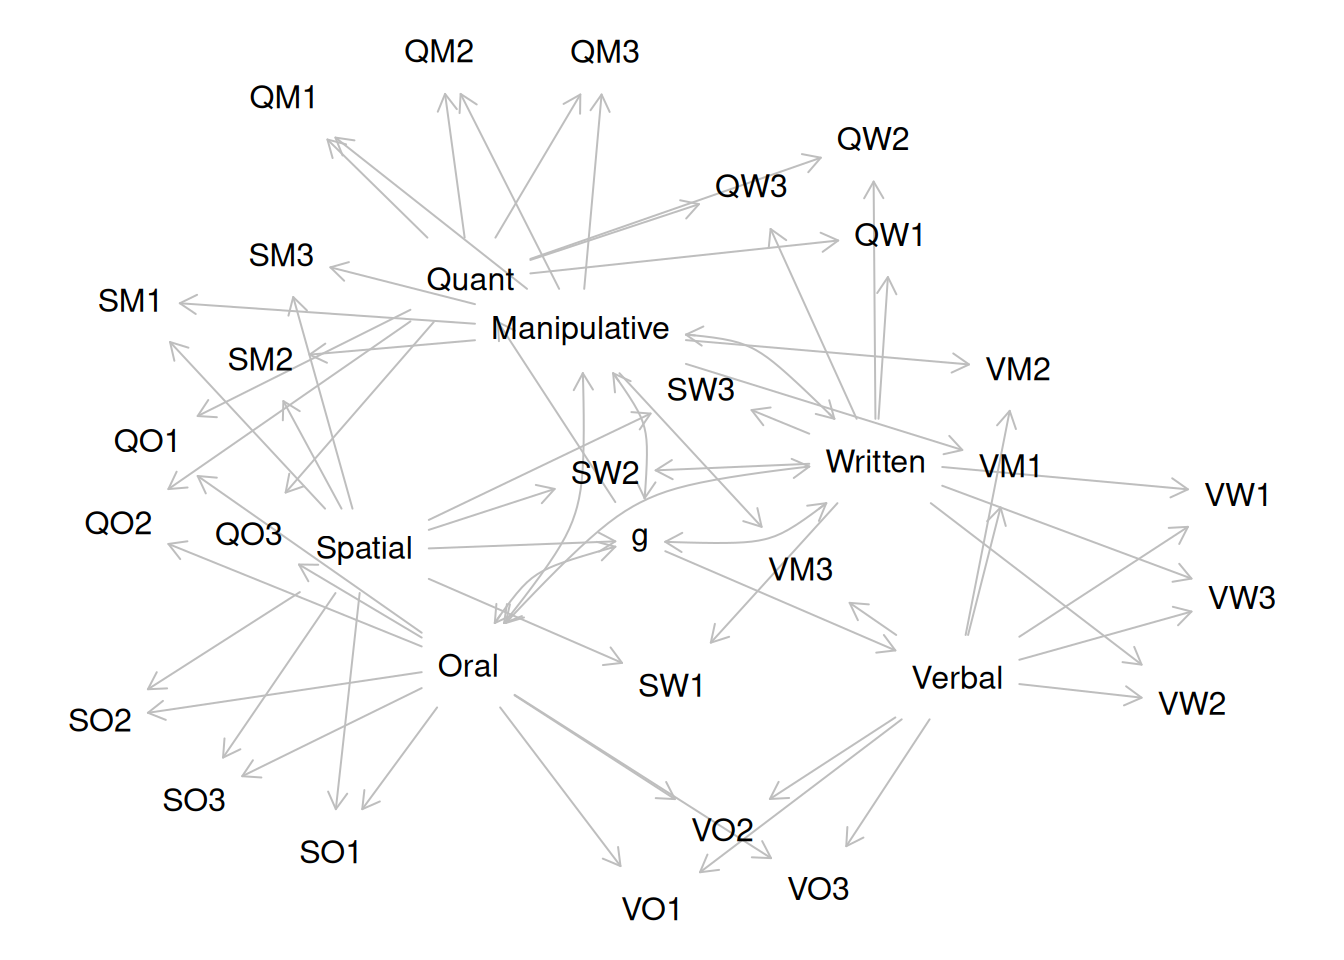 QM2
QM3
QM1
QW2
QW3
QW1
SM3
Quant
SM1
Manipulative
SM2
VM2
SW3
QO1
Written
VM1
SW2
VW1
QO2
QO3
g
Spatial
VM3
VW3
Oral
Verbal
SW1
VW2
SO2
SO3
VO2
SO1
VO3
VO1